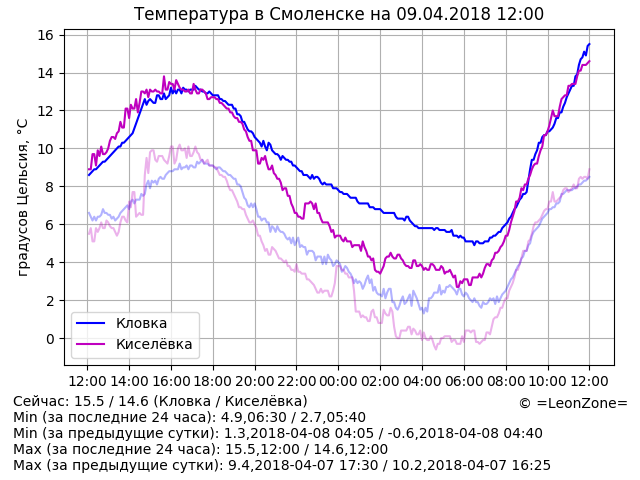 Температура в Смоленске на 09.04.2018 12:00
градусов Цельсия, °C
16
14
12
10
8
6
4
2
0
Кловка
Киселёвка
12:00 14:00 16:00 18:00 20:00 22:00 00:00 02:00 04:00 06:00 08:00 10:00 12:00
Сейчас: 15.5 / 14.6 (Кловка / Киселёвка)
© =LeonZone=
Min (за последние 24 часа): 4.9,06:30 / 2.7,05:40
Min (за предыдущие сутки): 1.3,2018-04-08 04:05 / -0.6,2018-04-08 04:40
Max (за последние 24 часа): 15.5,12:00 / 14.6,12:00
Max (за предыдущие сутки): 9.4,2018-04-07 17:30 / 10.2,2018-04-07 16:25